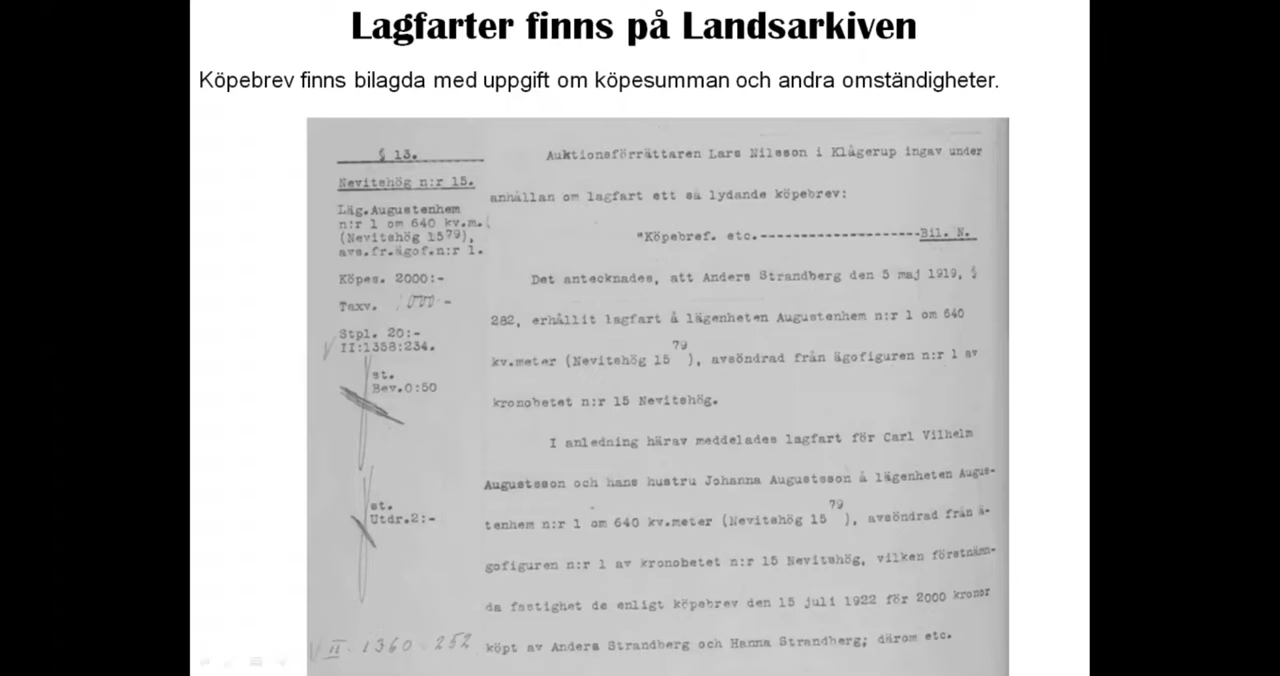 Lagfarter finns på Landsarkiven
Köpebrev finns bilagda med uppgift om köpesumman och andra omständigheter.
§ 13.
Nevitshög n:r 15.
Läg.Augustenhem
n:r 1 om 640 kv.m.
(Nevitshög 15⁷⁹),
avs.fr.ägof.n:r 1.
Köpes. 2000:-
Taxv. 1000.-
Stpl. 20:-
II:1358:234.
st.
Bev.0:50
st.
Utdr.2:-
II 1360 252
Auktionsförrättaren Lars Nilsson i Klågerup ingav under
anhållan om lagfart ett så lydande köpebrev:
"Köpebref. etc.--------------------Bil. N.
Det antecknades, att Anders Strandberg den 5 maj 1919, §
282, erhållit lagfart å lägenheten Augustenhem n:r 1 om 640
kv.meter (Nevitshög 15⁷⁹), avsöndrad från ägofiguren n:r 1 av
kronobetet n:r 15 Nevitshög.
I anledning härav meddelades lagfart för Carl Vilhelm
Augustsson och hans hustru Johanna Augustsson å lägenheten Augus-
tenhem n:r 1 om 640 kv.meter (Nevitshög 15⁷⁹), avsöndrad från ä-
gofiguren n:r 1 av kronobetet n:r 15 Nevitshög, vilken förstnämn-
da fastighet de enligt köpebrev den 15 juli 1922 för 2000 kronor
köpt av Anders Strandberg och Hanna Strandberg; därom etc.